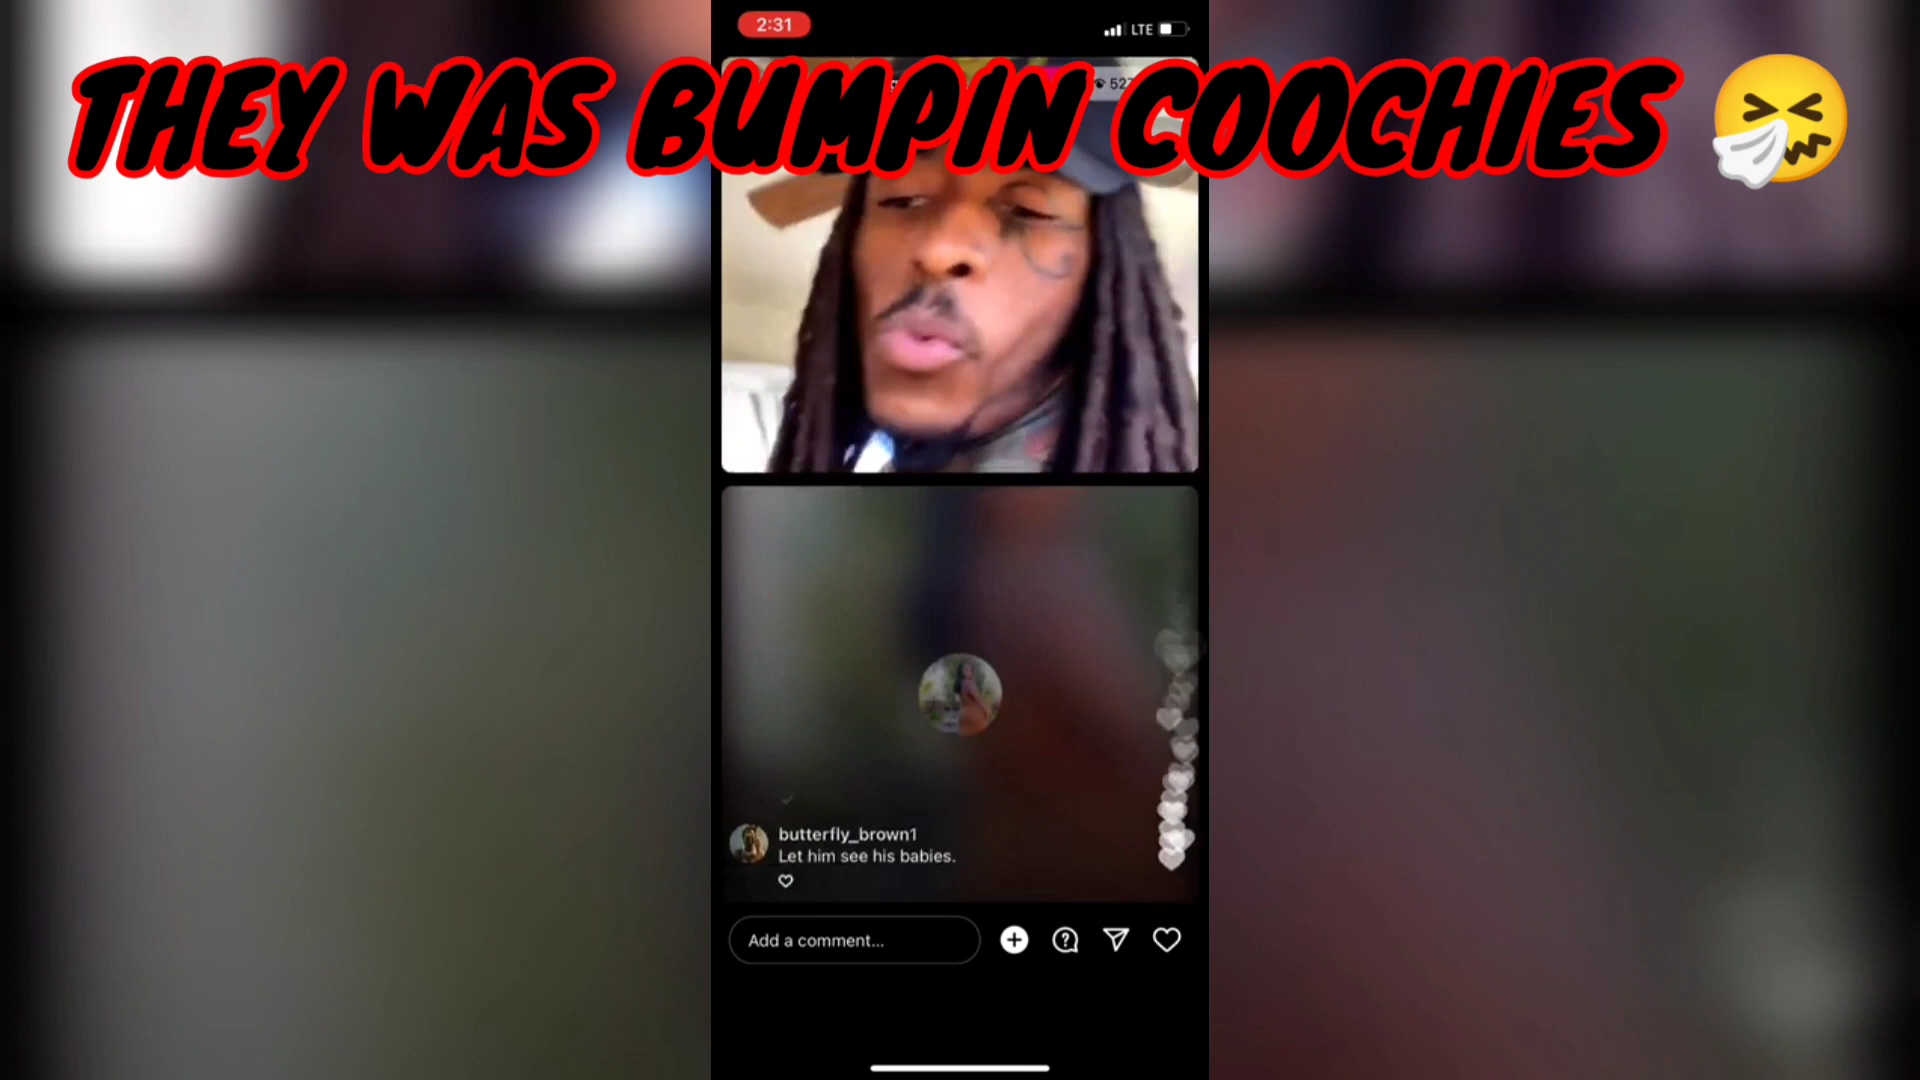 2:31
LTE
THEY WAS BUMPIN COOCHIES
butterfly_brown1
Let him see his babies.
Add a comment...